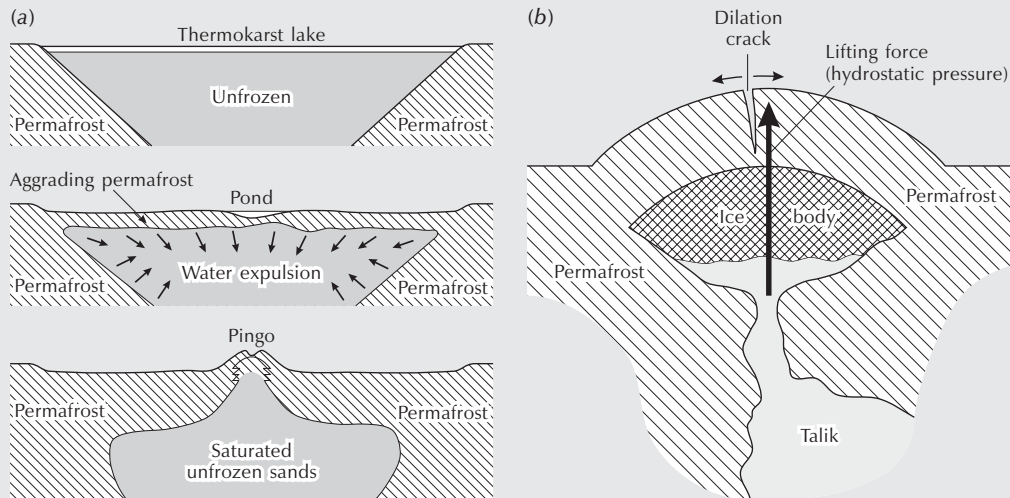 (a)
Thermokarst lake
Unfrozen
Permafrost
Permafrost
Aggrading permafrost
Pond
Water expulsion
Permafrost
Permafrost
Pingo
Permafrost
Permafrost
Saturated
unfrozen sands
(b)
Dilation
crack
Lifting force
(hydrostatic pressure)
Permafrost
Ice body
Permafrost
Talik